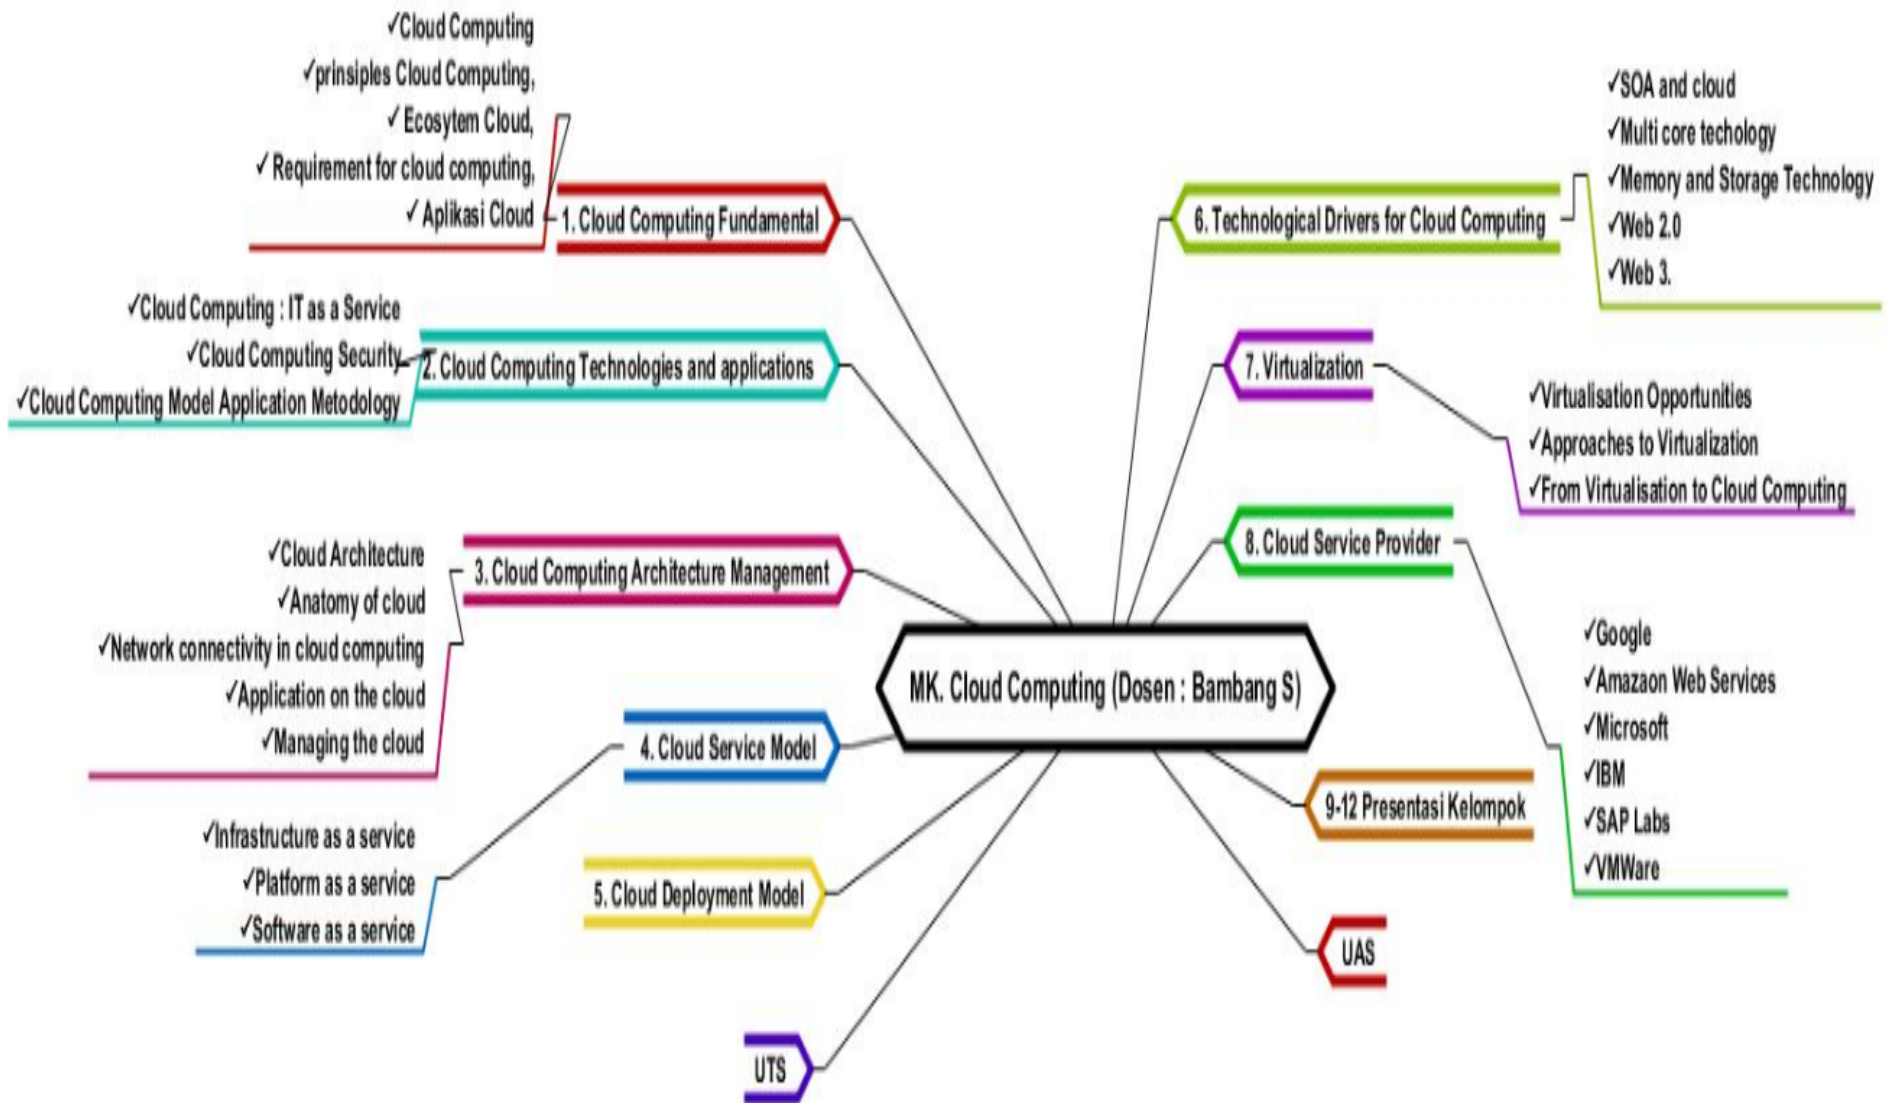 ✓Cloud Computing
✓prinsiples Cloud Computing,
✓ Ecosytem Cloud,
✓ Requirement for cloud computing,
✓ Aplikasi Cloud
1. Cloud Computing Fundamental
✓Cloud Computing : IT as a Service
✓Cloud Computing Security
✓Cloud Computing Model Application Metodology
2. Cloud Computing Technologies and applications
✓Cloud Architecture
✓Anatomy of cloud
✓Network connectivity in cloud computing
✓Application on the cloud
✓Managing the cloud
3. Cloud Computing Architecture Management
✓Infrastructure as a service
✓Platform as a service
✓Software as a service
4. Cloud Service Model
5. Cloud Deployment Model
UTS
MK. Cloud Computing (Dosen : Bambang S)
6. Technological Drivers for Cloud Computing
✓SOA and cloud
✓Multi core techology
✓Memory and Storage Technology
✓Web 2.0
✓Web 3.
7. Virtualization
✓Virtualisation Opportunities
✓Approaches to Virtualization
✓From Virtualisation to Cloud Computing
8. Cloud Service Provider
✓Google
✓Amazaon Web Services
✓Microsoft
✓IBM
✓SAP Labs
✓VMWare
9-12 Presentasi Kelompok
UAS